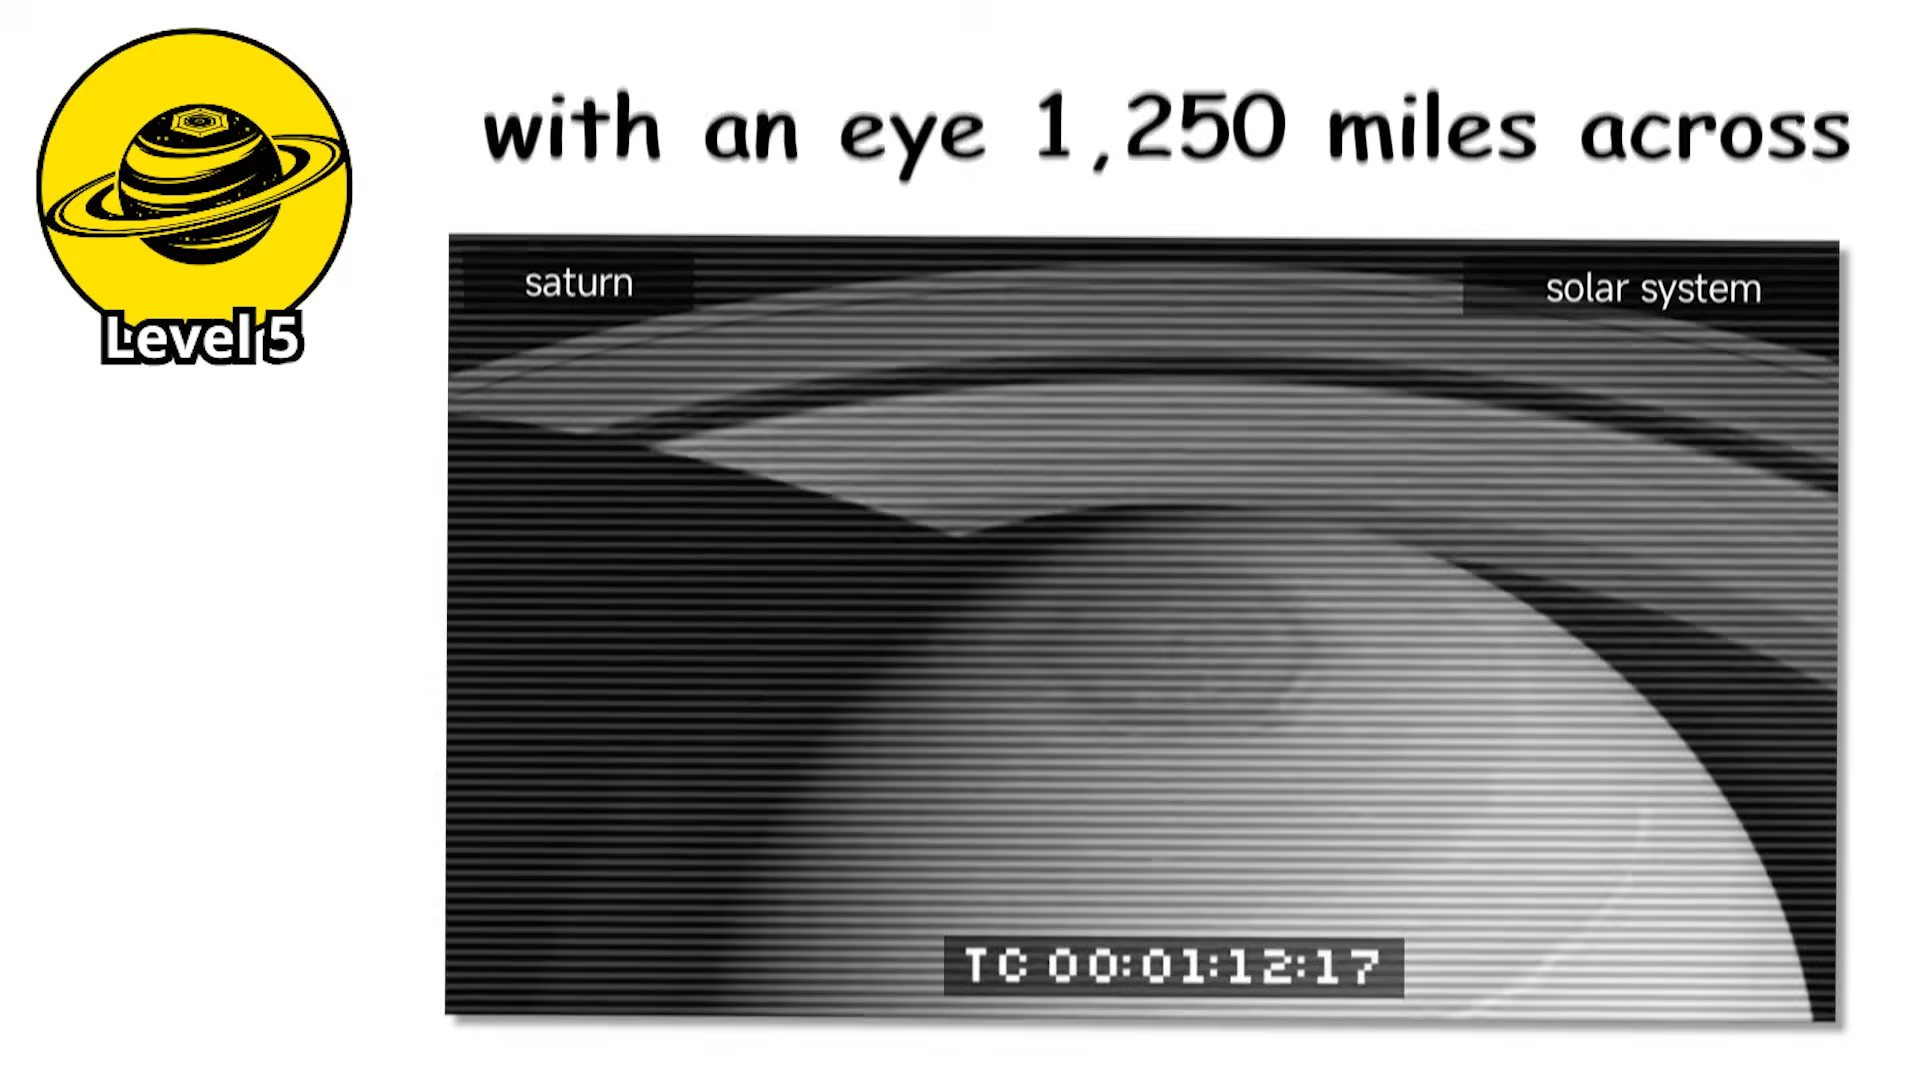 with an eye 1,250 miles across
Level 5
saturn
solar system
TC 00:01:12:17